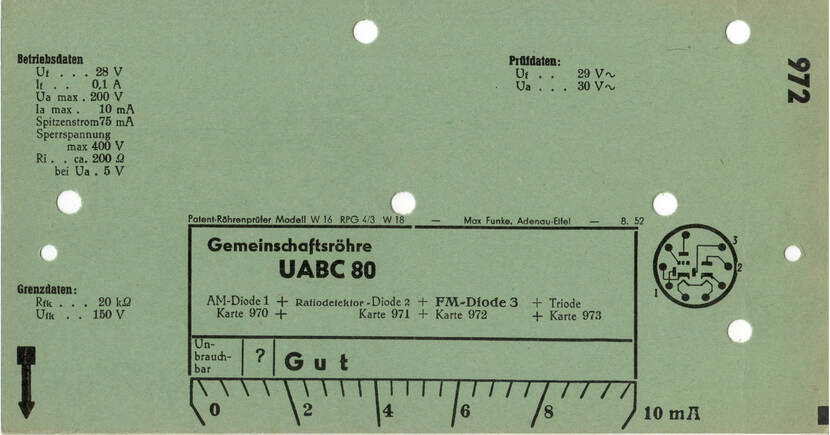 Betriebsdaten
Uf . . . 28 V
If . . 0,1 A
Ua max . 200 V
Ia max . 10 mA
Spitzenstrom 75 mA
Sperrspannung
max 400 V
Ri . . ca. 200 Ω
bei Ua . 5 V
Prüfdaten:
Uf . . 29 V∿
Ua . . . 30 V∿
972
Patent-Röhrenprüfer Modell W 16 RPG 4/3 W 18 — Max Funke, Adenau-Eifel — 8. 52
Gemeinschaftsröhre
UABC 80
AM-Diode 1 + Ratiodetektor-Diode 2 + FM-Diode 3 + Triode
Karte 970 + Karte 971 + Karte 972 + Karte 973
3
2
1
Grenzdaten:
Rfk . . . 20 kΩ
Ufk . . 150 V
Un-
brauch-
bar
? Gut
0 2 4 6 8 10 mA